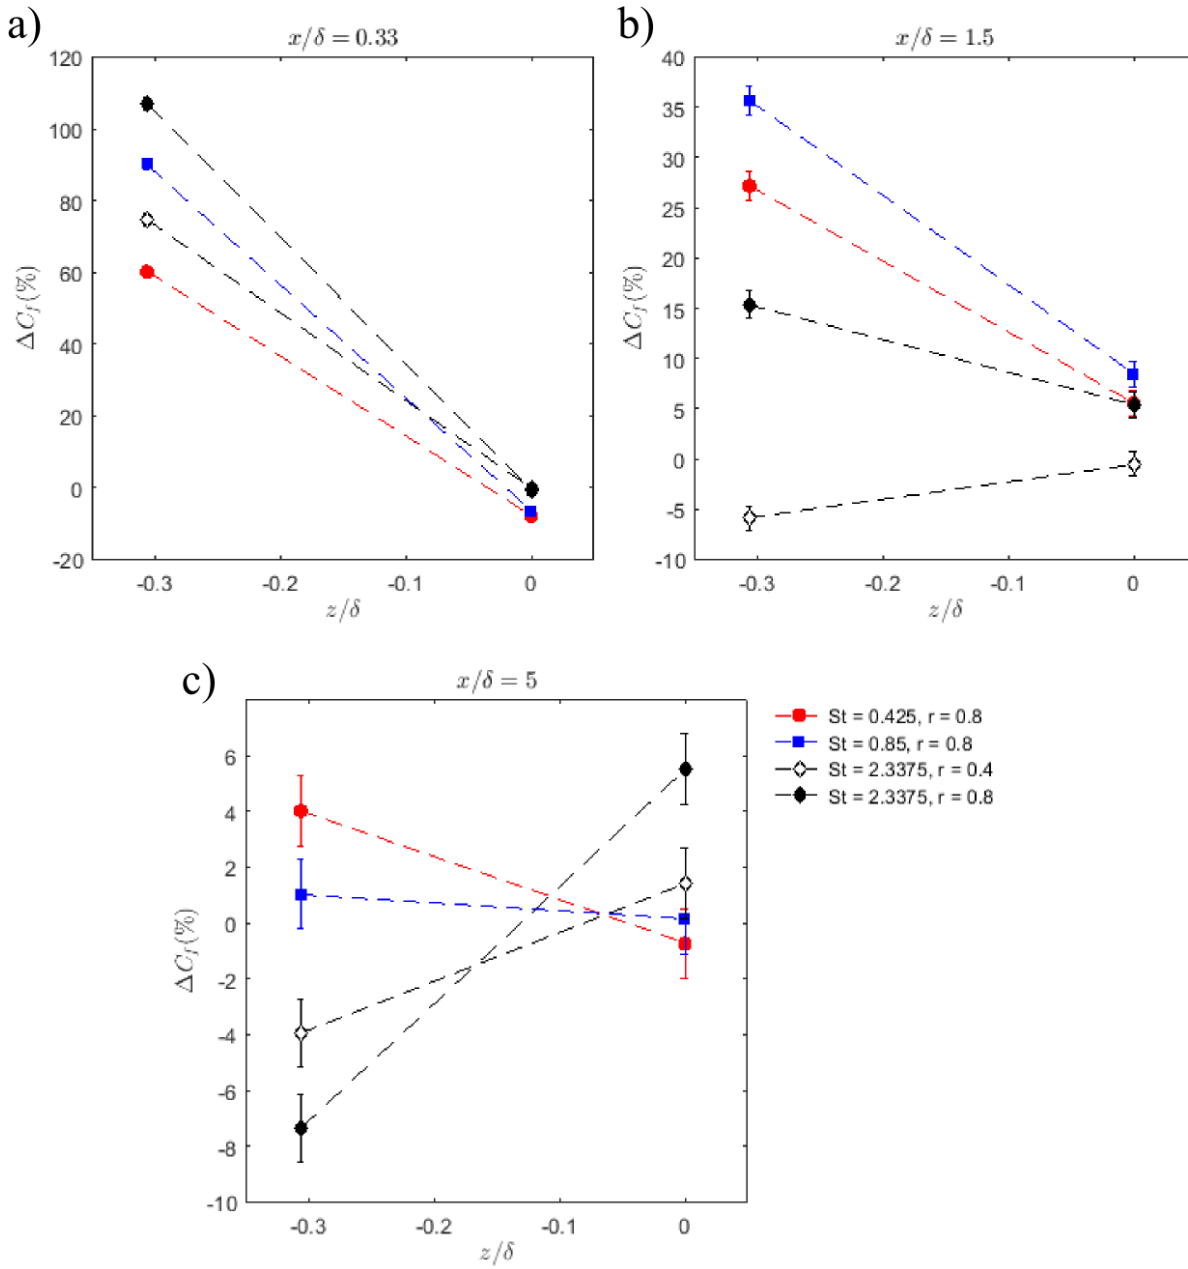 a)
x/δ = 0.33
120
100
80
60
40
20
0
-20
ΔC_f(%)
-0.3
-0.2
-0.1
0
z/δ
b)
x/δ = 1.5
40
35
30
25
20
15
10
5
0
-5
-10
ΔC_f(%)
-0.3
-0.2
-0.1
0
z/δ
c)
x/δ = 5
6
4
2
0
-2
-4
-6
-8
-10
ΔC_f(%)
-0.3
-0.2
-0.1
0
z/δ
St = 0.425, r = 0.8
St = 0.85, r = 0.8
St = 2.3375, r = 0.4
St = 2.3375, r = 0.8